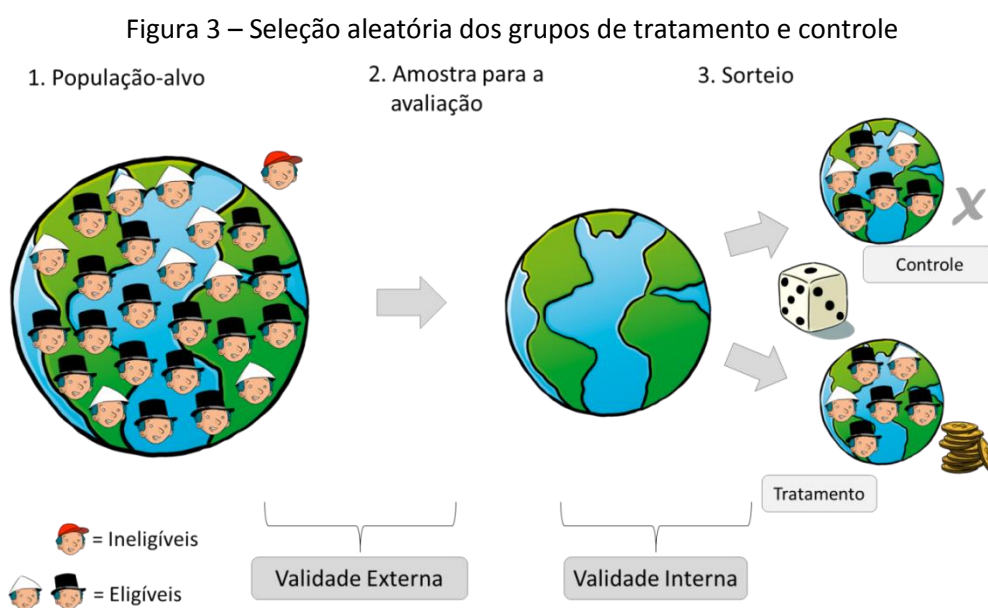 Figura 3 – Seleção aleatória dos grupos de tratamento e controle
1. População-alvo
2. Amostra para a
avaliação
3. Sorteio
X
Controle
Tratamento
= Ineligíveis
= Eligíveis
Validade Externa
Validade Interna